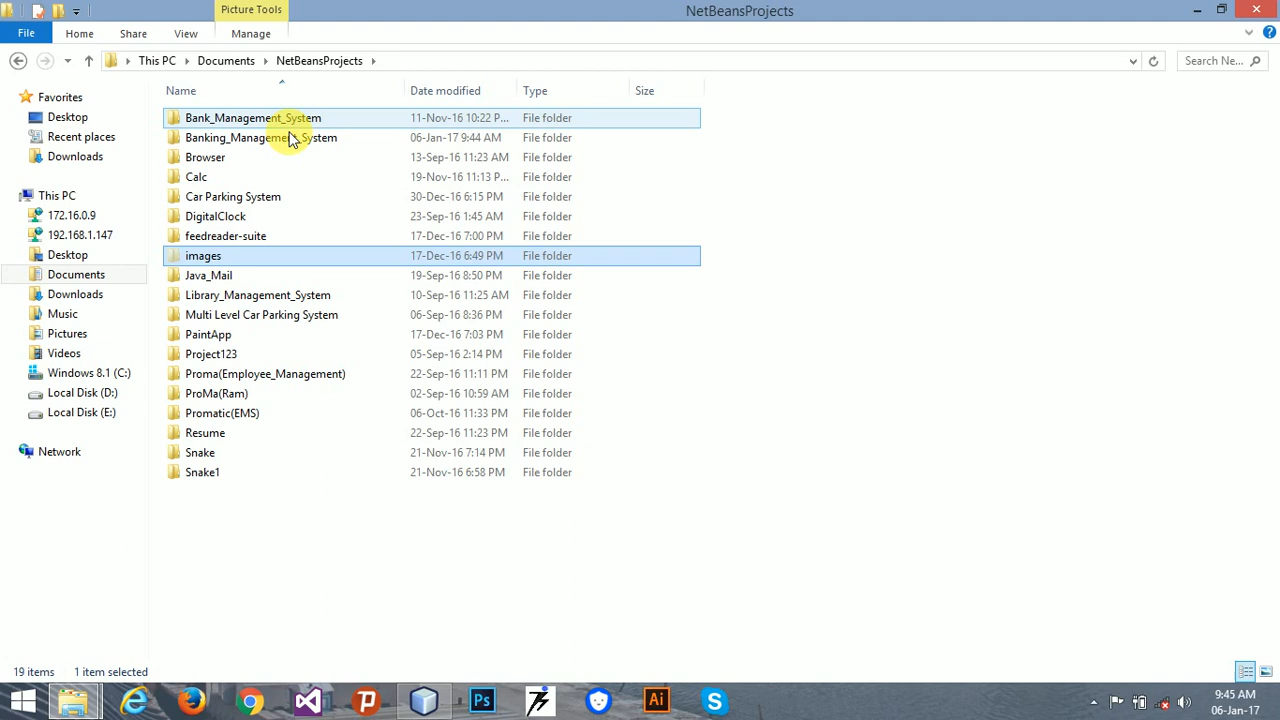 Picture Tools
NetBeansProjects
File Home Share View Manage
This PC Documents NetBeansProjects Search Ne...
Name Date modified Type Size
Favorites
Desktop
Recent places
Downloads
This PC
172.16.0.9
192.168.1.147
Desktop
Documents
Downloads
Music
Pictures
Videos
Windows 8.1 (C:)
Local Disk (D:)
Local Disk (E:)
Network
Bank_Management_System 11-Nov-16 10:22 P... File folder
Banking_Management_System 06-Jan-17 9:44 AM File folder
Browser 13-Sep-16 11:23 AM File folder
Calc 19-Nov-16 11:13 P... File folder
Car Parking System 30-Dec-16 6:15 PM File folder
DigitalClock 23-Sep-16 1:45 AM File folder
feedreader-suite 17-Dec-16 7:00 PM File folder
images 17-Dec-16 6:49 PM File folder
Java_Mail 19-Sep-16 8:50 PM File folder
Library_Management_System 10-Sep-16 11:25 AM File folder
Multi Level Car Parking System 06-Sep-16 8:36 PM File folder
PaintApp 17-Dec-16 7:03 PM File folder
Project123 05-Sep-16 2:14 PM File folder
Proma(Employee_Management) 22-Sep-16 11:11 PM File folder
ProMa(Ram) 02-Sep-16 10:59 AM File folder
Promatic(EMS) 06-Oct-16 11:33 PM File folder
Resume 22-Sep-16 11:23 PM File folder
Snake 21-Nov-16 7:14 PM File folder
Snake1 21-Nov-16 6:58 PM File folder
19 items 1 item selected
Ps Ai
9:45 AM
06-Jan-17